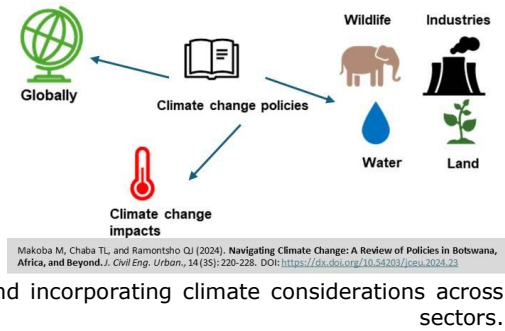 Wildlife
Industries
Globally
Climate change policies
Water
Land
Climate change
impacts
Makoba M, Chaba TL, and Ramontsho QJ (2024). Navigating Climate Change: A Review of Policies in Botswana,
Africa, and Beyond. J. Civil Eng. Urban., 14 (3S): 220-228. DOI: https://dx.doi.org/10.54203/jceu.2024.23
nd incorporating climate considerations across
sectors.